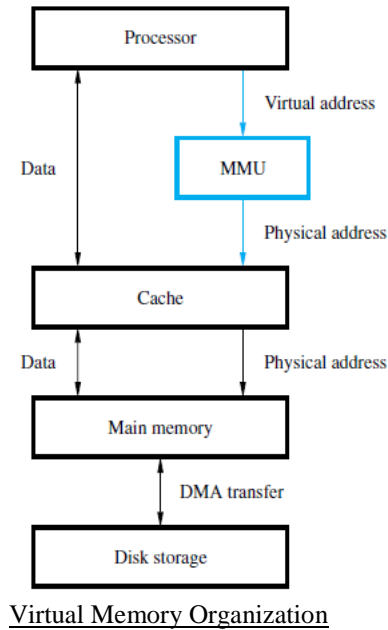 Processor
Virtual address
Data
MMU
Physical address
Cache
Data
Physical address
Main memory
DMA transfer
Disk storage
Virtual Memory Organization